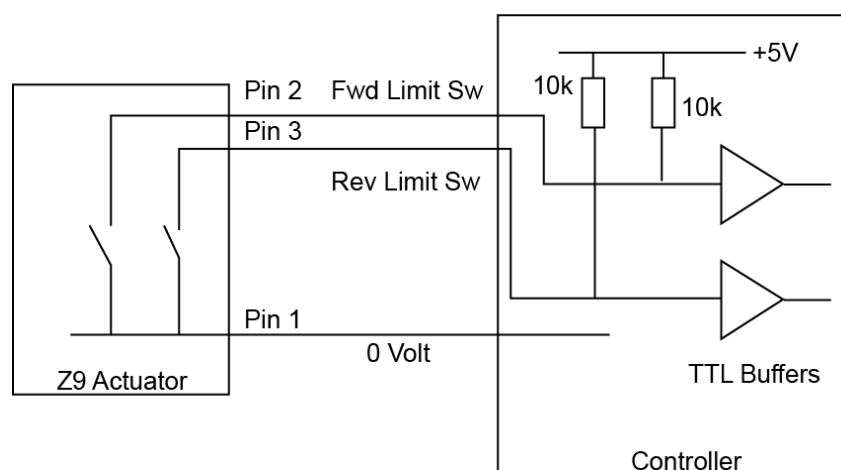 +5V
Pin 2 Fwd Limit Sw
10k
10k
Pin 3
Rev Limit Sw
Pin 1
0 Volt
Z9 Actuator
TTL Buffers
Controller